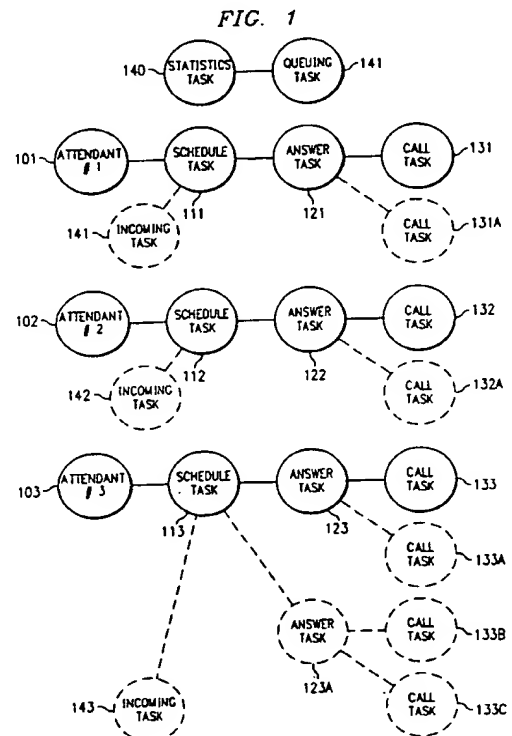 FIG. 1
STATISTICS TASK
QUEUING TASK
140
141
101
ATTENDANT # 1
SCHEDULE TASK
ANSWER TASK
CALL TASK
131
111
121
141
INCOMING TASK
CALL TASK
131A
102
ATTENDANT # 2
SCHEDULE TASK
ANSWER TASK
CALL TASK
132
112
122
142
INCOMING TASK
CALL TASK
132A
103
ATTENDANT # 3
SCHEDULE TASK
ANSWER TASK
CALL TASK
133
113
123
CALL TASK
133A
ANSWER TASK
CALL TASK
133B
123A
143
INCOMING TASK
CALL TASK
133C